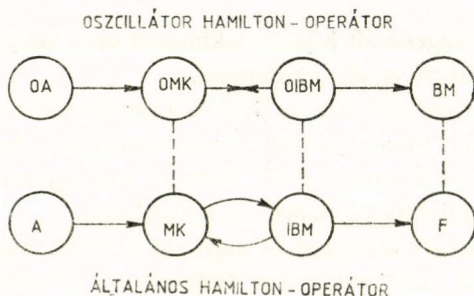 OSZCILLÁTOR HAMILTON-OPERÁTOR
OA OMK OIBM BM
A MK IBM F
ÁLTALÁNOS HAMILTON-OPERÁTOR